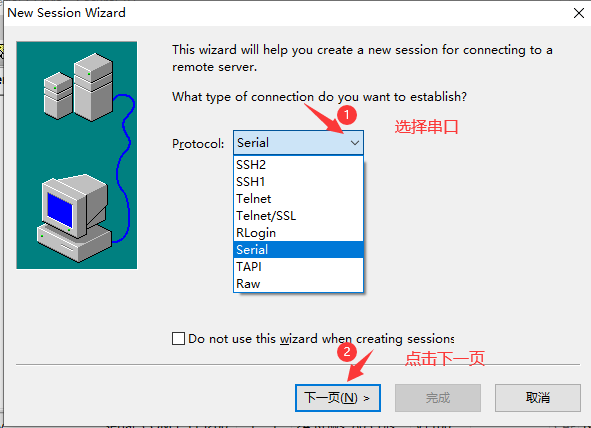 New Session Wizard
This wizard will help you create a new session for connecting to a
remote server.
What type of connection do you want to establish?
1
选择串口
Protocol: Serial
SSH2
SSH1
Telnet
Telnet/SSL
RLogin
Serial
TAPI
Raw
Do not use this wizard when creating sessions
2
点击下一页
下一页(N) >
完成
取消